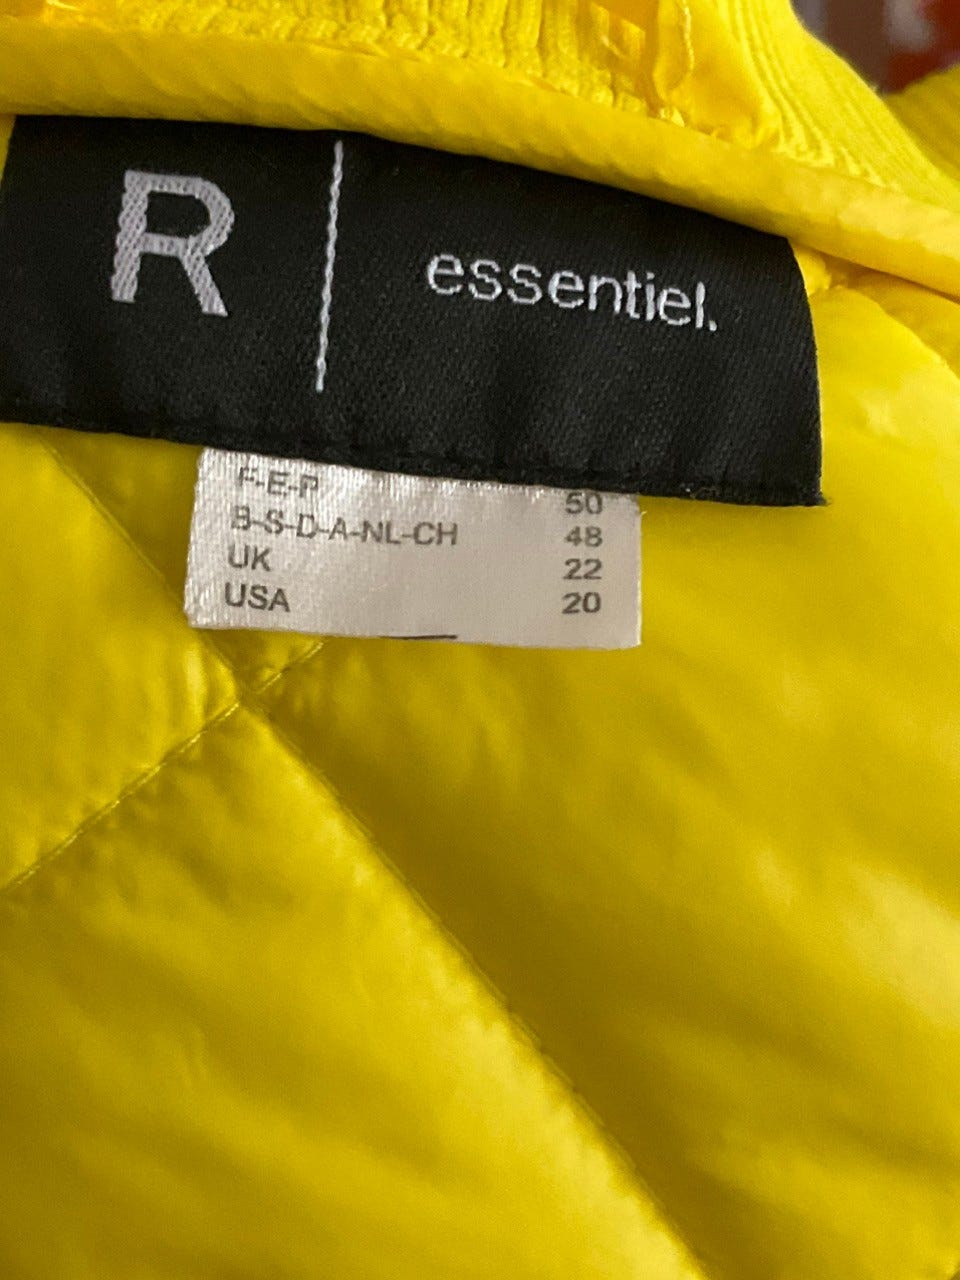 R | essentiel.
F-E-P 50
B-S-D-A-NL-CH 48
UK 22
USA 20